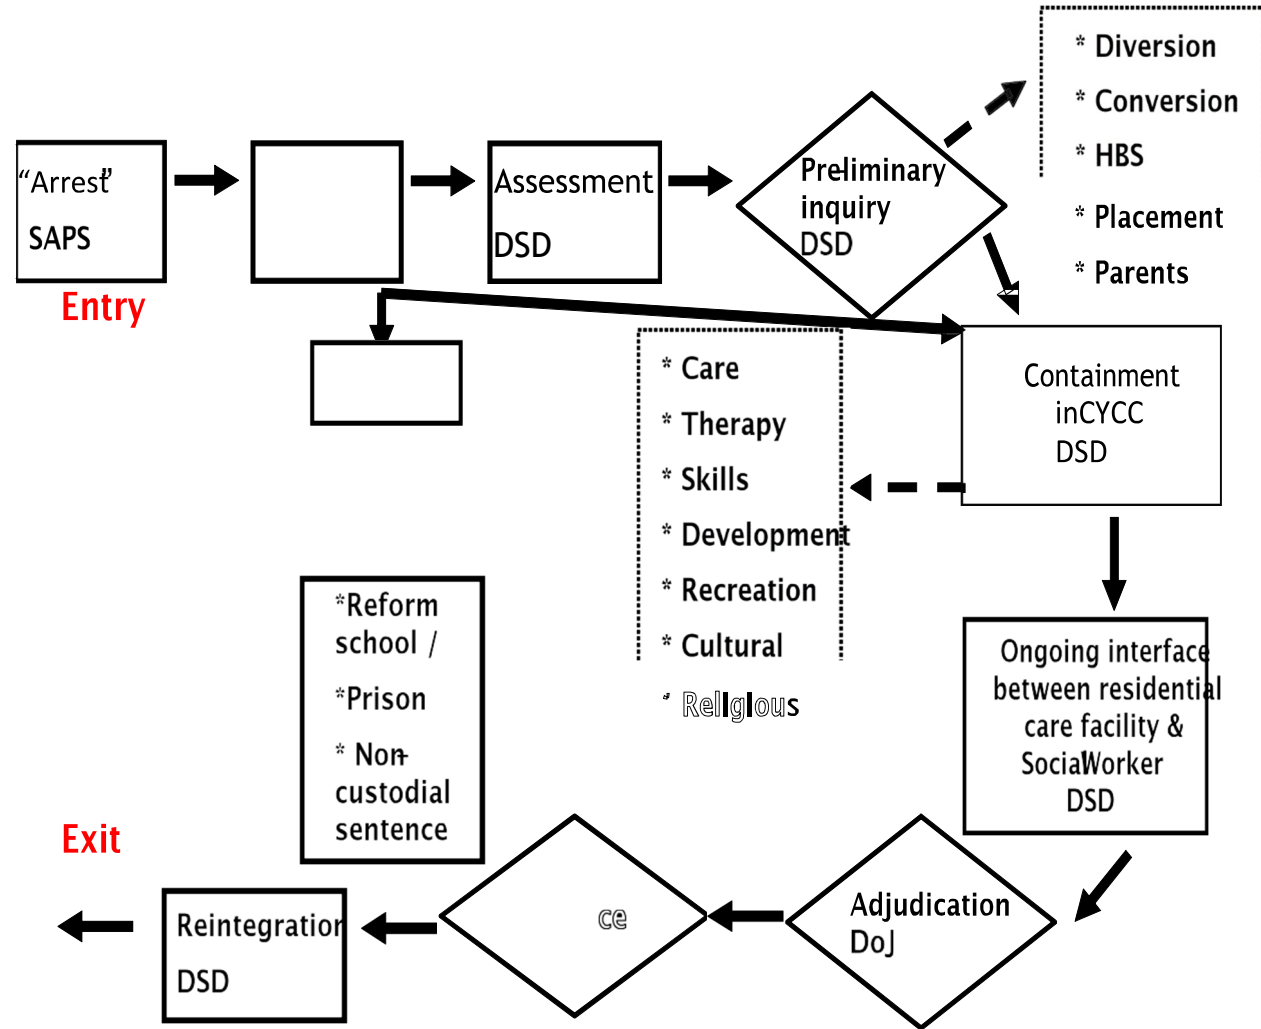 * Diversion
* Conversion
* HBS
* Placement
* Parents
“Arrest”
SAPS
Entry
Assessment
DSD
Preliminary
inquiry
DSD
Containment
inCYCC
DSD
* Care
* Therapy
* Skills
* Development
* Recreation
* Cultural
* Religious
Ongoing interface
between residential
care facility &
SocialWorker
DSD
*Reform
school /
*Prison
* Non-
custodial
sentence
Exit
Reintegration
DSD
ce
Adjudication
DoJ